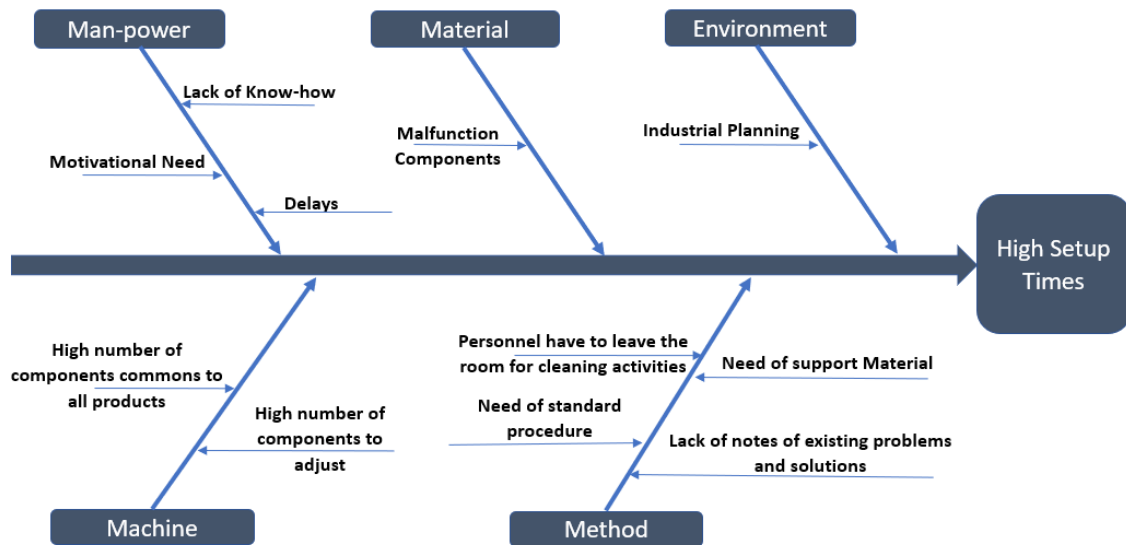 Man-power
Material
Environment
Lack of Know-how
Motivational Need
Delays
Malfunction
Components
Industrial Planning
High Setup
Times
High number of
components commons to
all products
High number of
components to
adjust
Personnel have to leave the
room for cleaning activities
Need of support Material
Need of standard
procedure
Lack of notes of existing problems
and solutions
Machine
Method